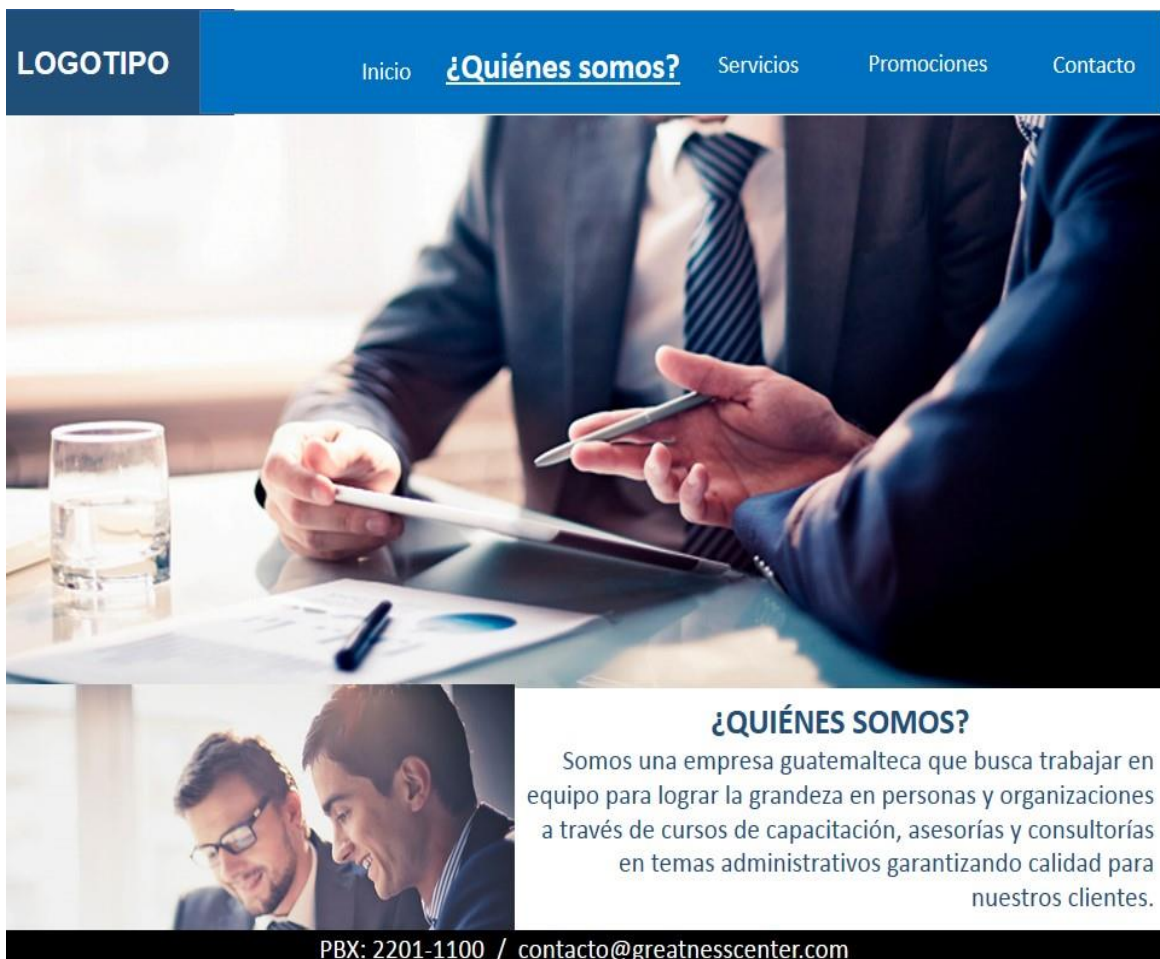 LOGOTIPO
Inicio ¿Quiénes somos? Servicios Promociones Contacto
¿QUIÉNES SOMOS?
Somos una empresa guatemalteca que busca trabajar en
equipo para lograr la grandeza en personas y organizaciones
a través de cursos de capacitación, asesorías y consultorías
en temas administrativos garantizando calidad para
nuestros clientes.
PBX: 2201-1100 / contacto@greatnesscenter.com